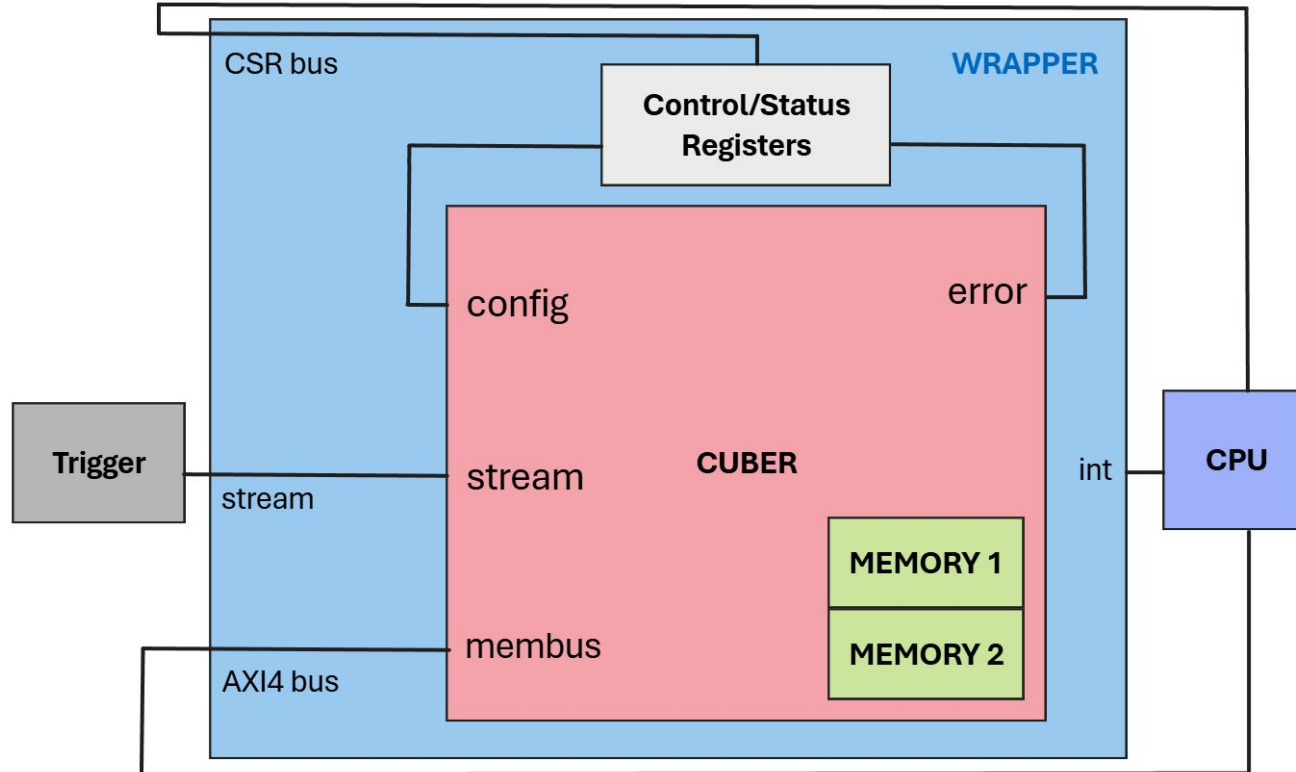 CSR bus
WRAPPER
Control/Status
Registers
config
error
Trigger
stream
stream
CUBER
int
CPU
MEMORY 1
MEMORY 2
membus
AXI4 bus